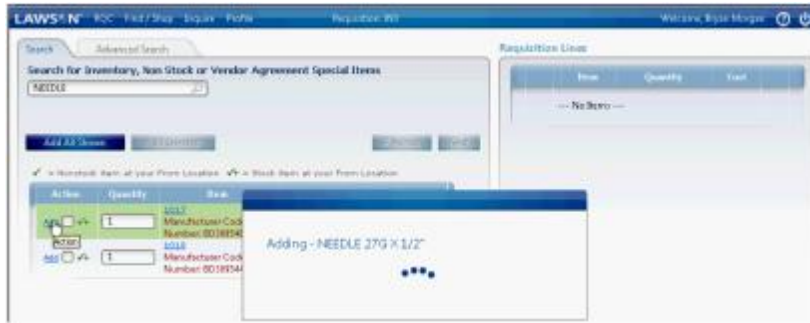 LAWSON RQC Find/Shop Inquire Profile Requisition Welcome, Bryan Morgan
Search Advanced Search
Requisition Lines
Search for Inventory, Non Stock or Vendor Agreement Special Items
NEEDLE
Item Quantity Cost
--- No Items ---
Add All Shown
✓ = Nonstock item at your From Location = Stock item at your From Location
Action Quantity Item
Add 1 1017
Manufacturer Code
Action Number:
Add 1 1018
Manufacturer Code
Number:
Adding - NEEDLE 27G X 1/2"